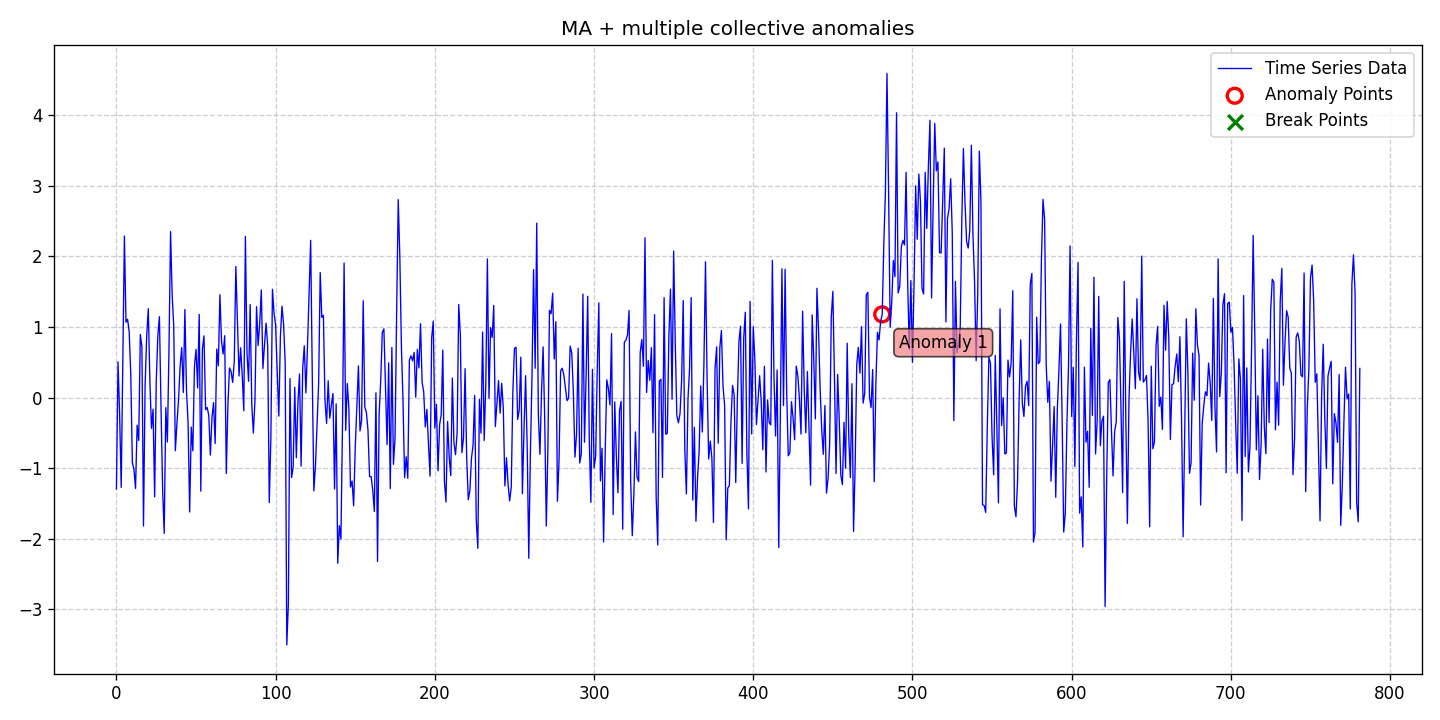 MA + multiple collective anomalies
Time Series Data
Anomaly Points
Break Points
4
3
2
1
0
−1
−2
−3
Anomaly 1
0 100 200 300 400 500 600 700 800